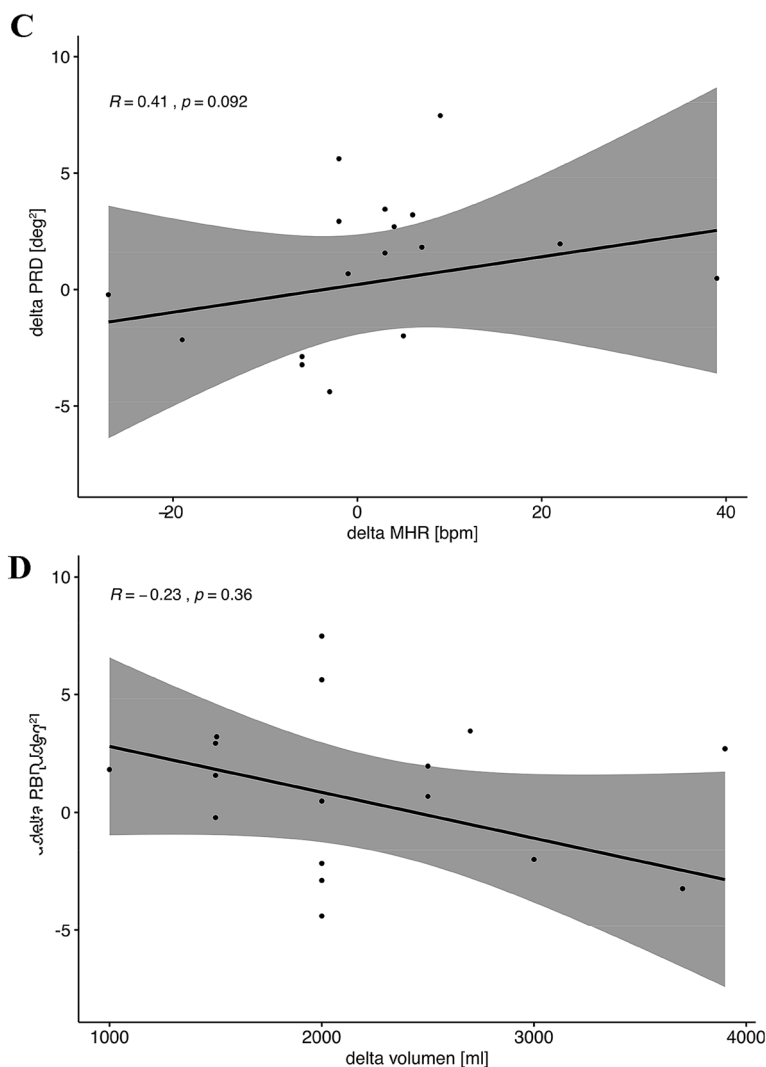 C
10
5
0
-5
delta PRD [deg²]
R = 0.41 , p = 0.092
-20
0
20
40
delta MHR [bpm]
D
10
5
0
-5
R = -0.23 , p = 0.36
1000
2000
3000
4000
delta volumen [ml]